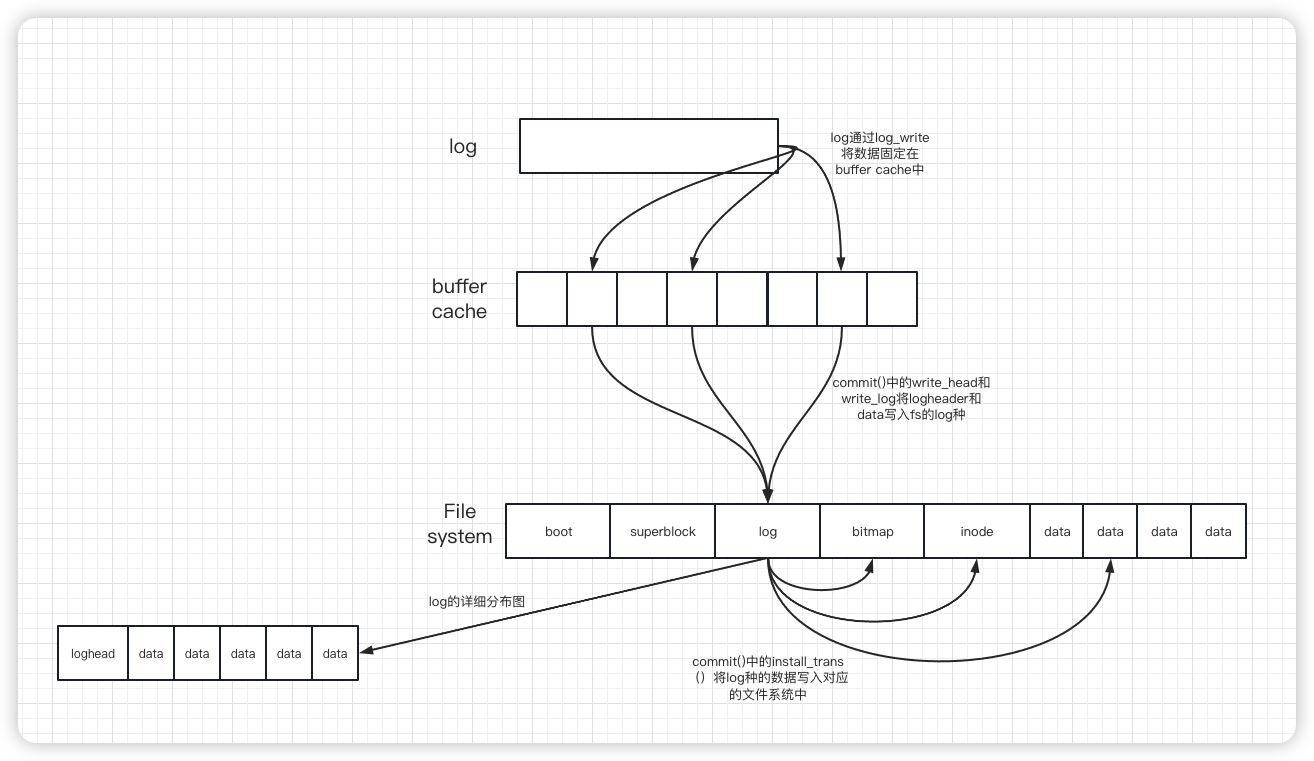 log
log通过log_write
将数据固定在
buffer cache中
buffer
cache
commit()中的write_head和
write_log将logheader和
data写入fs的log种
File
system
boot
superblock
log
bitmap
inode
data
data
data
data
log的详细分布图
loghead
data
data
data
data
data
commit()中的install_trans
（）将log种的数据写入对应
的文件系统中